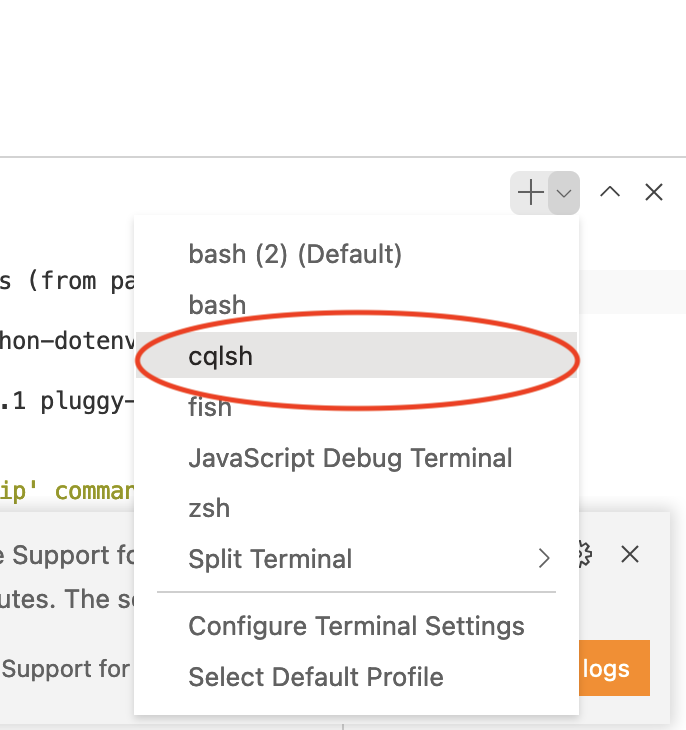 bash (2) (Default)
s (from pa
bash
hon-dotenv
cqlsh
.1 pluggy-
fish
JavaScript Debug Terminal
ip' comman
zsh
e Support fo
Split Terminal
utes. The se
Configure Terminal Settings
Support for
logs
Select Default Profile